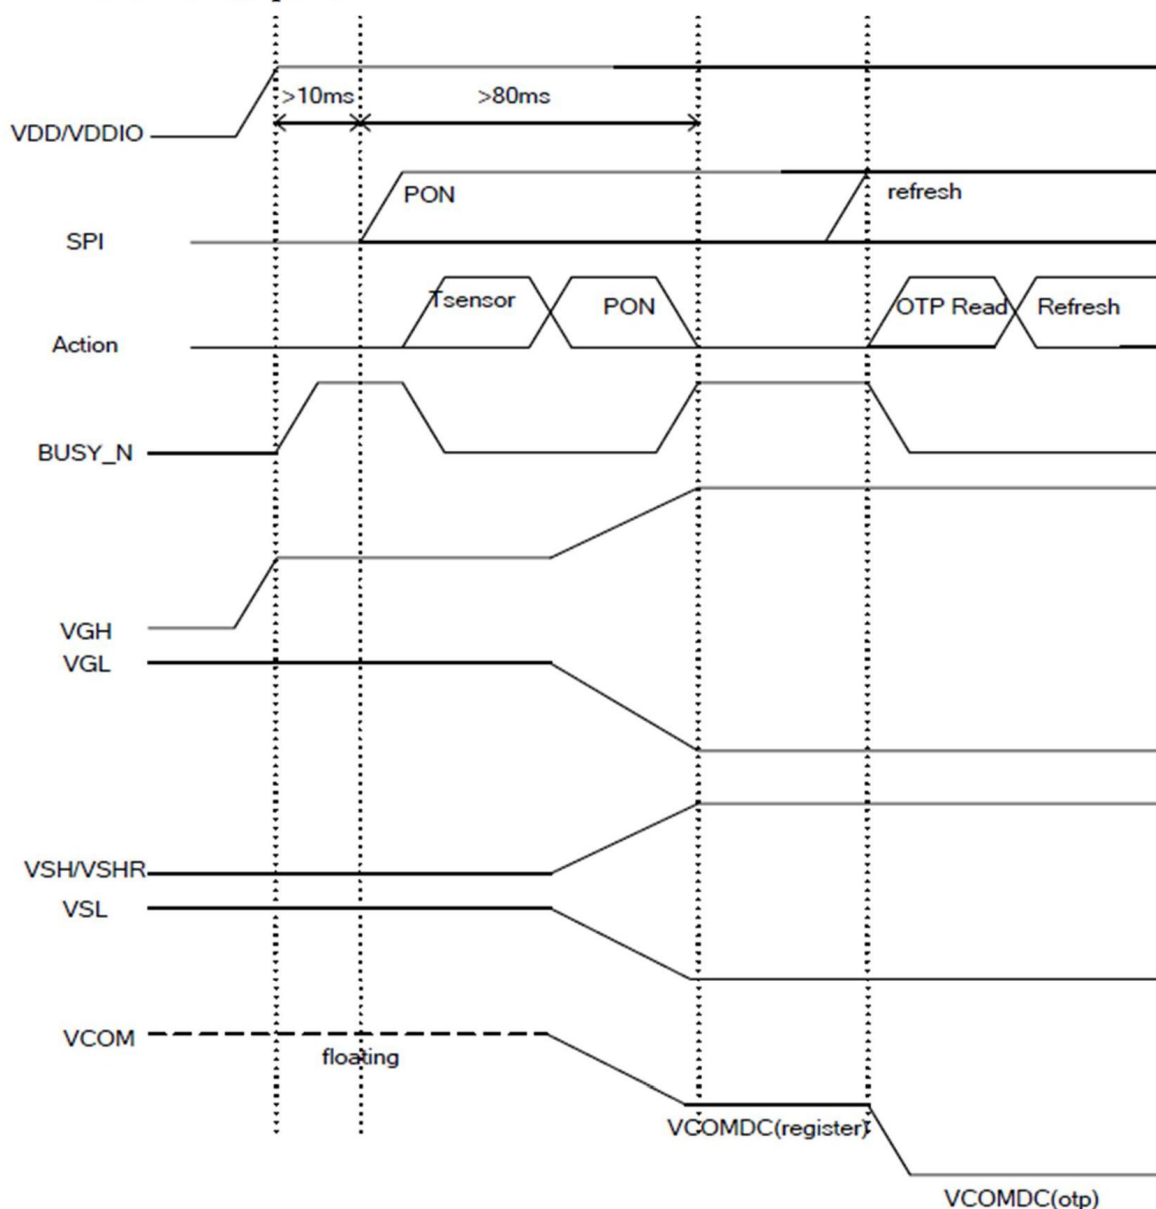 >10ms
>80ms
VDD/VDDIO
PON
refresh
SPI
Tsensor
PON
OTP Read
Refresh
Action
BUSY_N
VGH
VGL
VSH/VSHR
VSL
VCOM
floating
VCOMDC(register)
VCOMDC(otp)